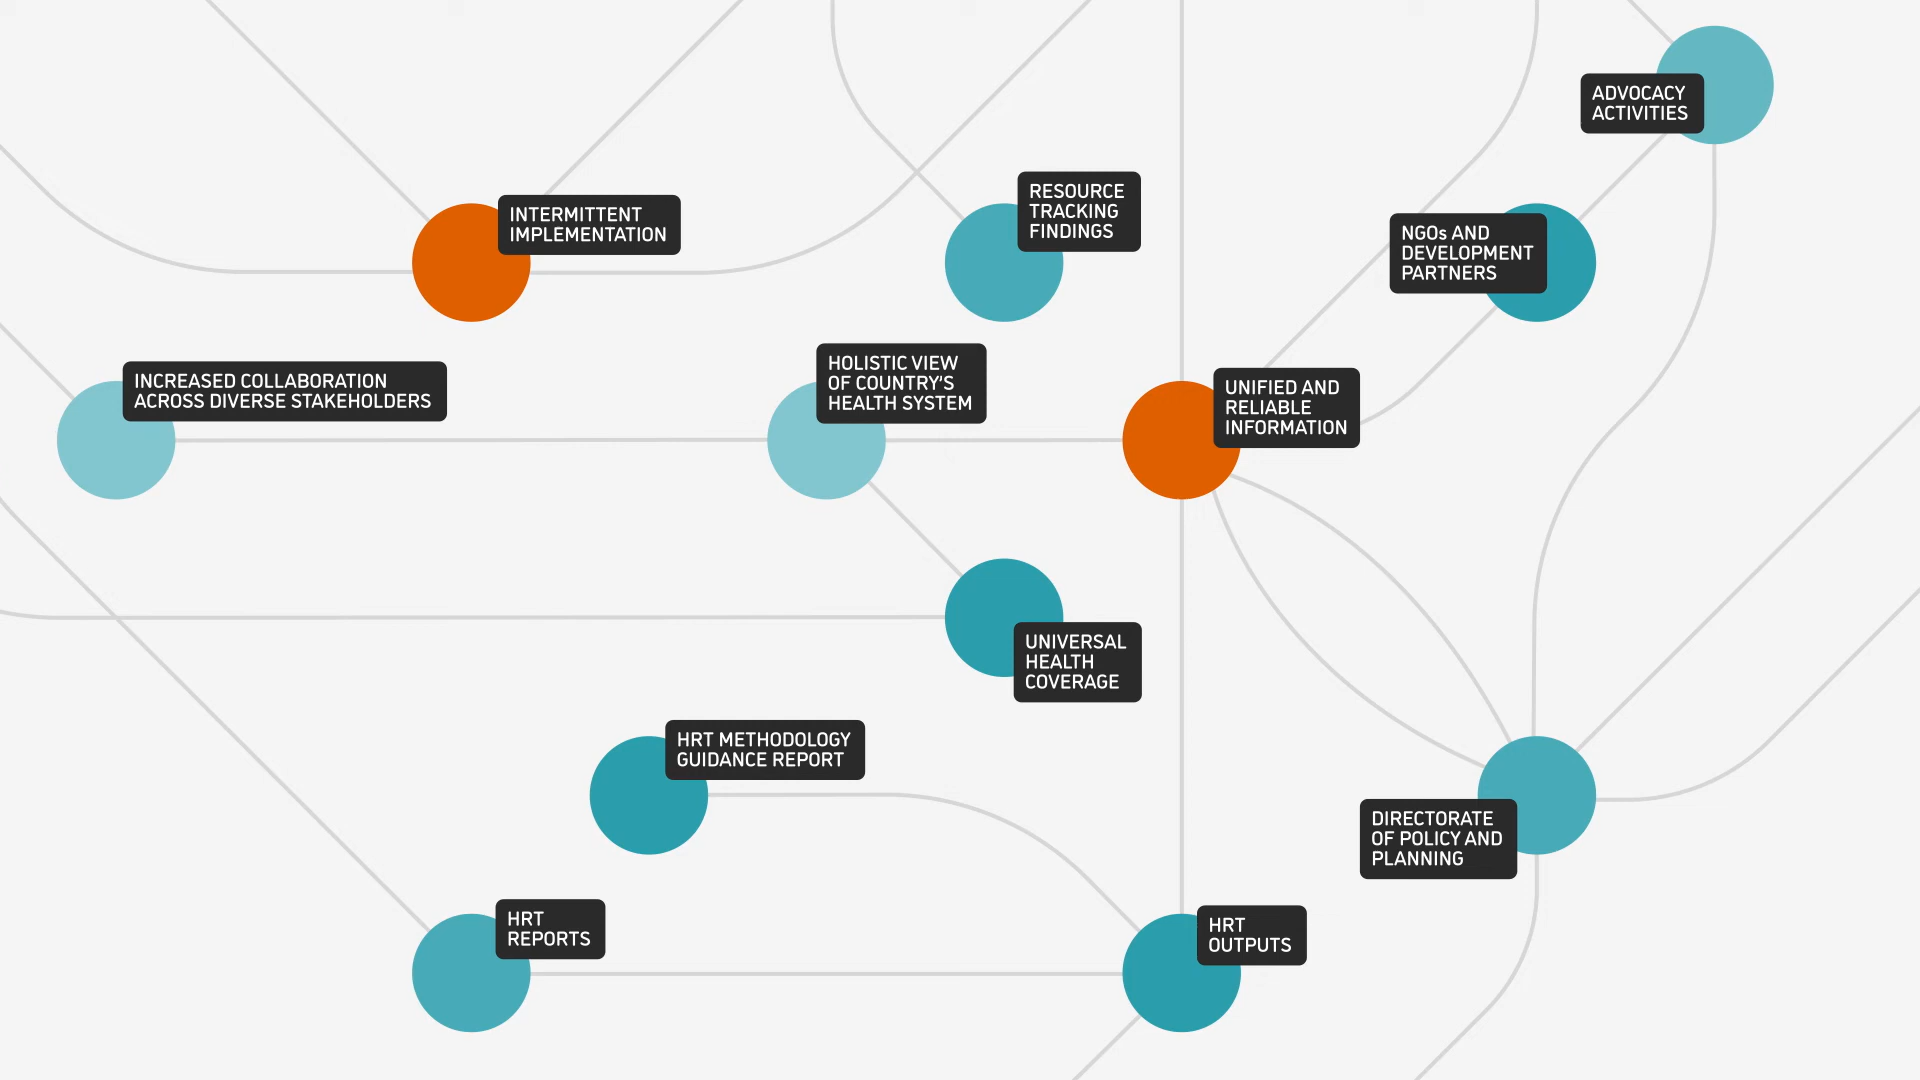 ADVOCACY
ACTIVITIES
INTERMITTENT
IMPLEMENTATION
RESOURCE
TRACKING
FINDINGS
NGOs AND
DEVELOPMENT
PARTNERS
INCREASED COLLABORATION
ACROSS DIVERSE STAKEHOLDERS
HOLISTIC VIEW
OF COUNTRY'S
HEALTH SYSTEM
UNIFIED AND
RELIABLE
INFORMATION
UNIVERSAL
HEALTH
COVERAGE
HRT METHODOLOGY
GUIDANCE REPORT
DIRECTORATE
OF POLICY AND
PLANNING
HRT
REPORTS
HRT
OUTPUTS